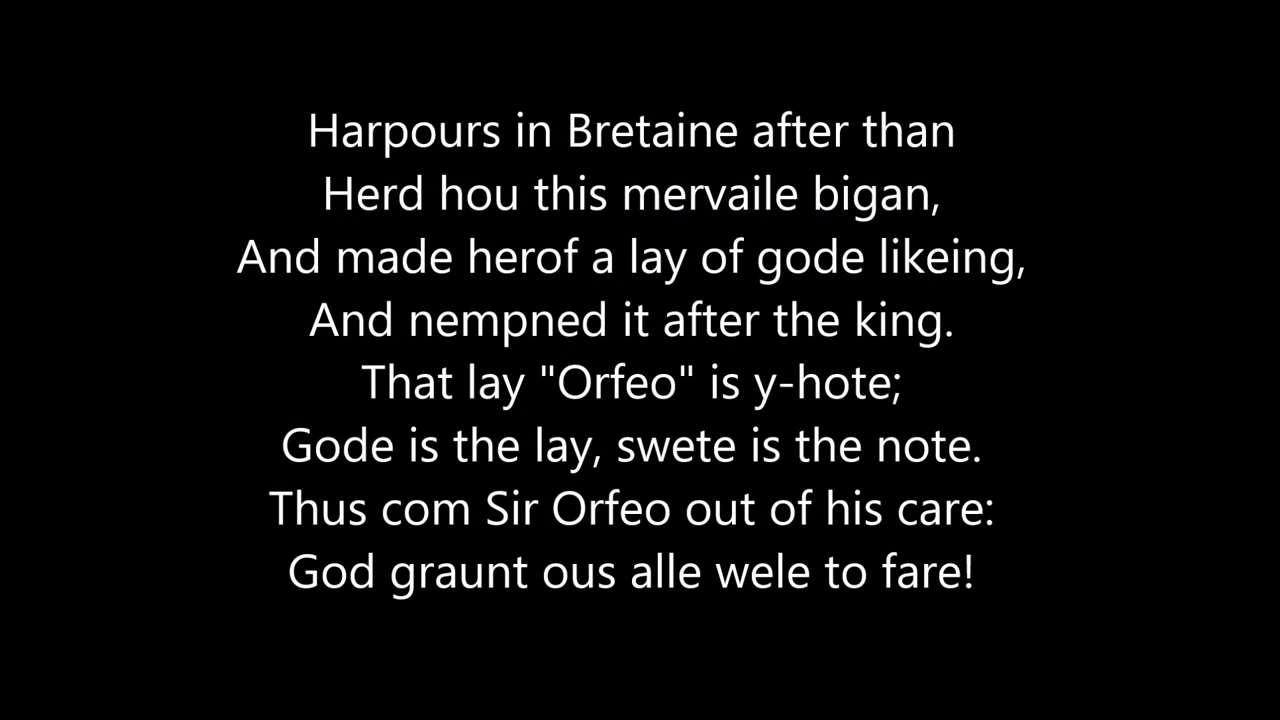 Harpours in Bretaine after than
Herd hou this mervaile bigan,
And made herof a lay of gode likeing,
And nempned it after the king.
That lay "Orfeo" is y-hote;
Gode is the lay, swete is the note.
Thus com Sir Orfeo out of his care:
God graunt ous alle wele to fare!